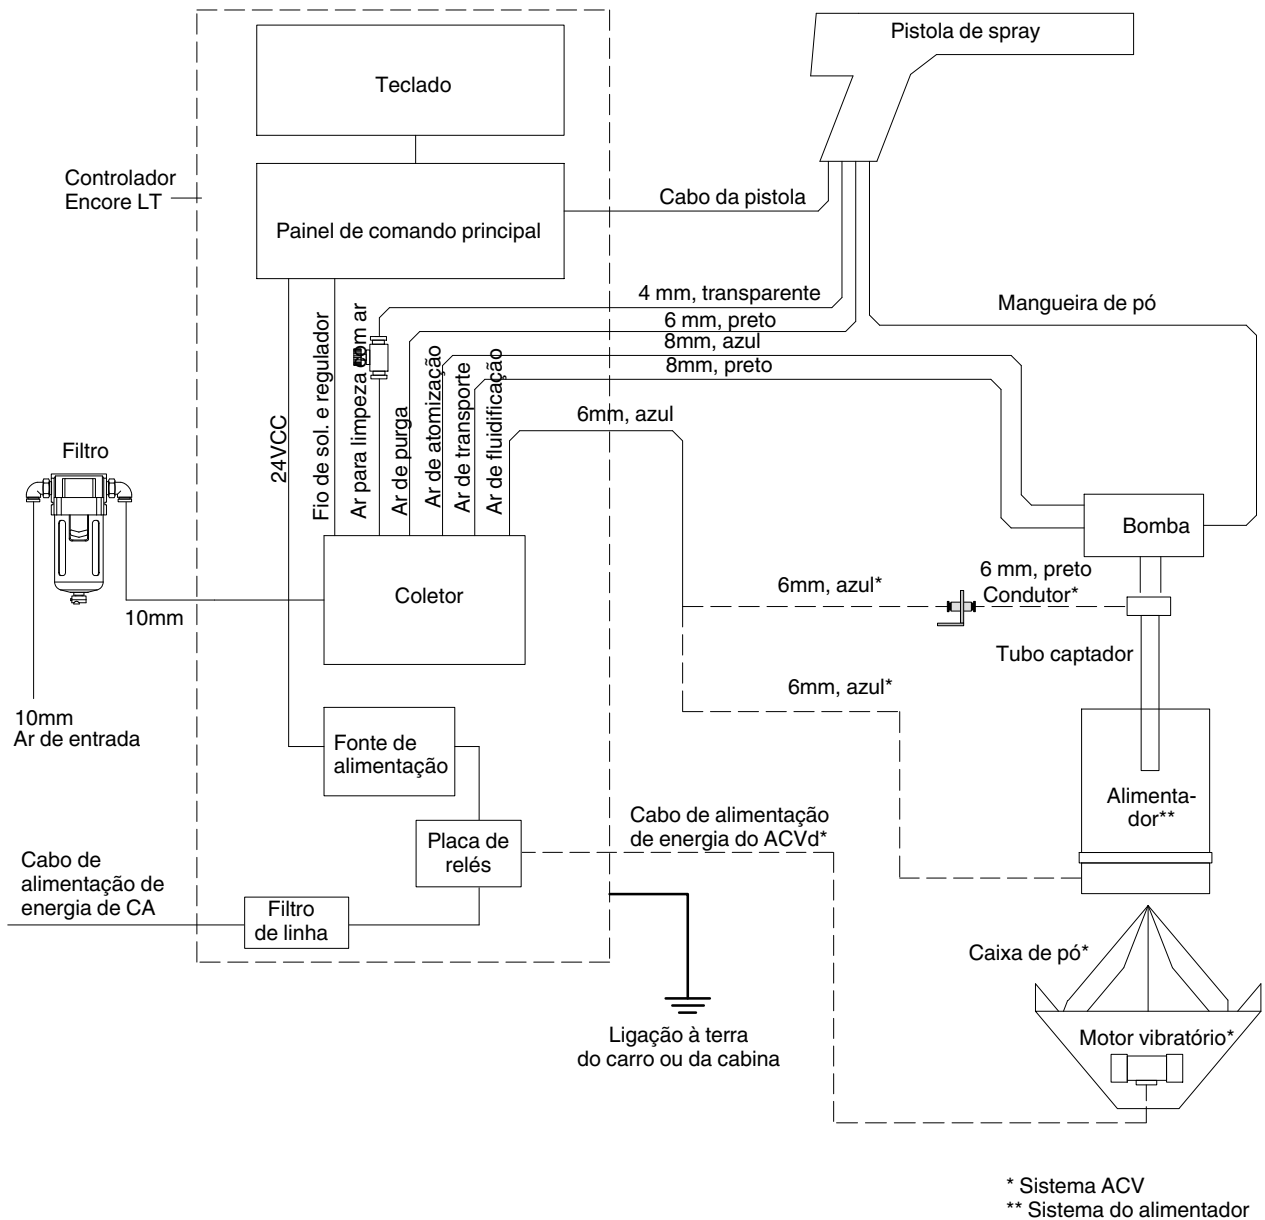 Pistola de spray
Teclado
Controlador
Encore LT
Cabo da pistola
Painel de comando principal
4 mm, transparente
Mangueira de pó
6 mm, preto
8mm, azul
8mm, preto
6mm, azul
24VCC
Fio de sol. e regulador
Ar para limpeza com ar
Ar de purga
Ar de atomização
Ar de transporte
Ar de fluidificação
Filtro
Bomba
Coletor
6mm, azul*
6 mm, preto
Condutor*
10mm
Tubo captador
6mm, azul*
10mm
Ar de entrada
Fonte de
alimentação
Alimenta-
dor**
Cabo de alimentação
de energia do ACVd*
Placa de
relés
Cabo de
alimentação de
energia de CA
Filtro
de linha
Caixa de pó*
Ligação à terra
do carro ou da cabina
Motor vibratório*
* Sistema ACV
** Sistema do alimentador